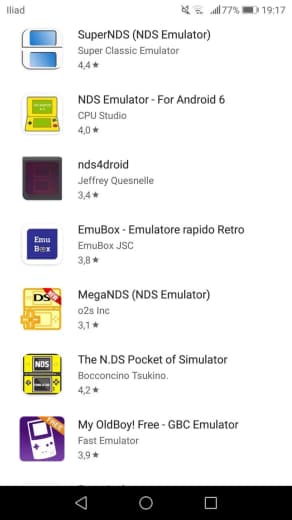 Iliad 77% 19:17
SuperNDS (NDS Emulator)
Super Classic Emulator
4,4★
NDS Emulator - For Android 6
CPU Studio
4,0★
nds4droid
Jeffrey Quesnelle
3,4★
Emu
Box
EmuBox - Emulatore rapido Retro
EmuBox JSC
3,8★
DS
MegaNDS (NDS Emulator)
o2s Inc
3,1★
NDS
The N.DS Pocket of Simulator
Bocconcino Tsukino.
4,2★
FREE
My OldBoy! Free - GBC Emulator
Fast Emulator
3,9★